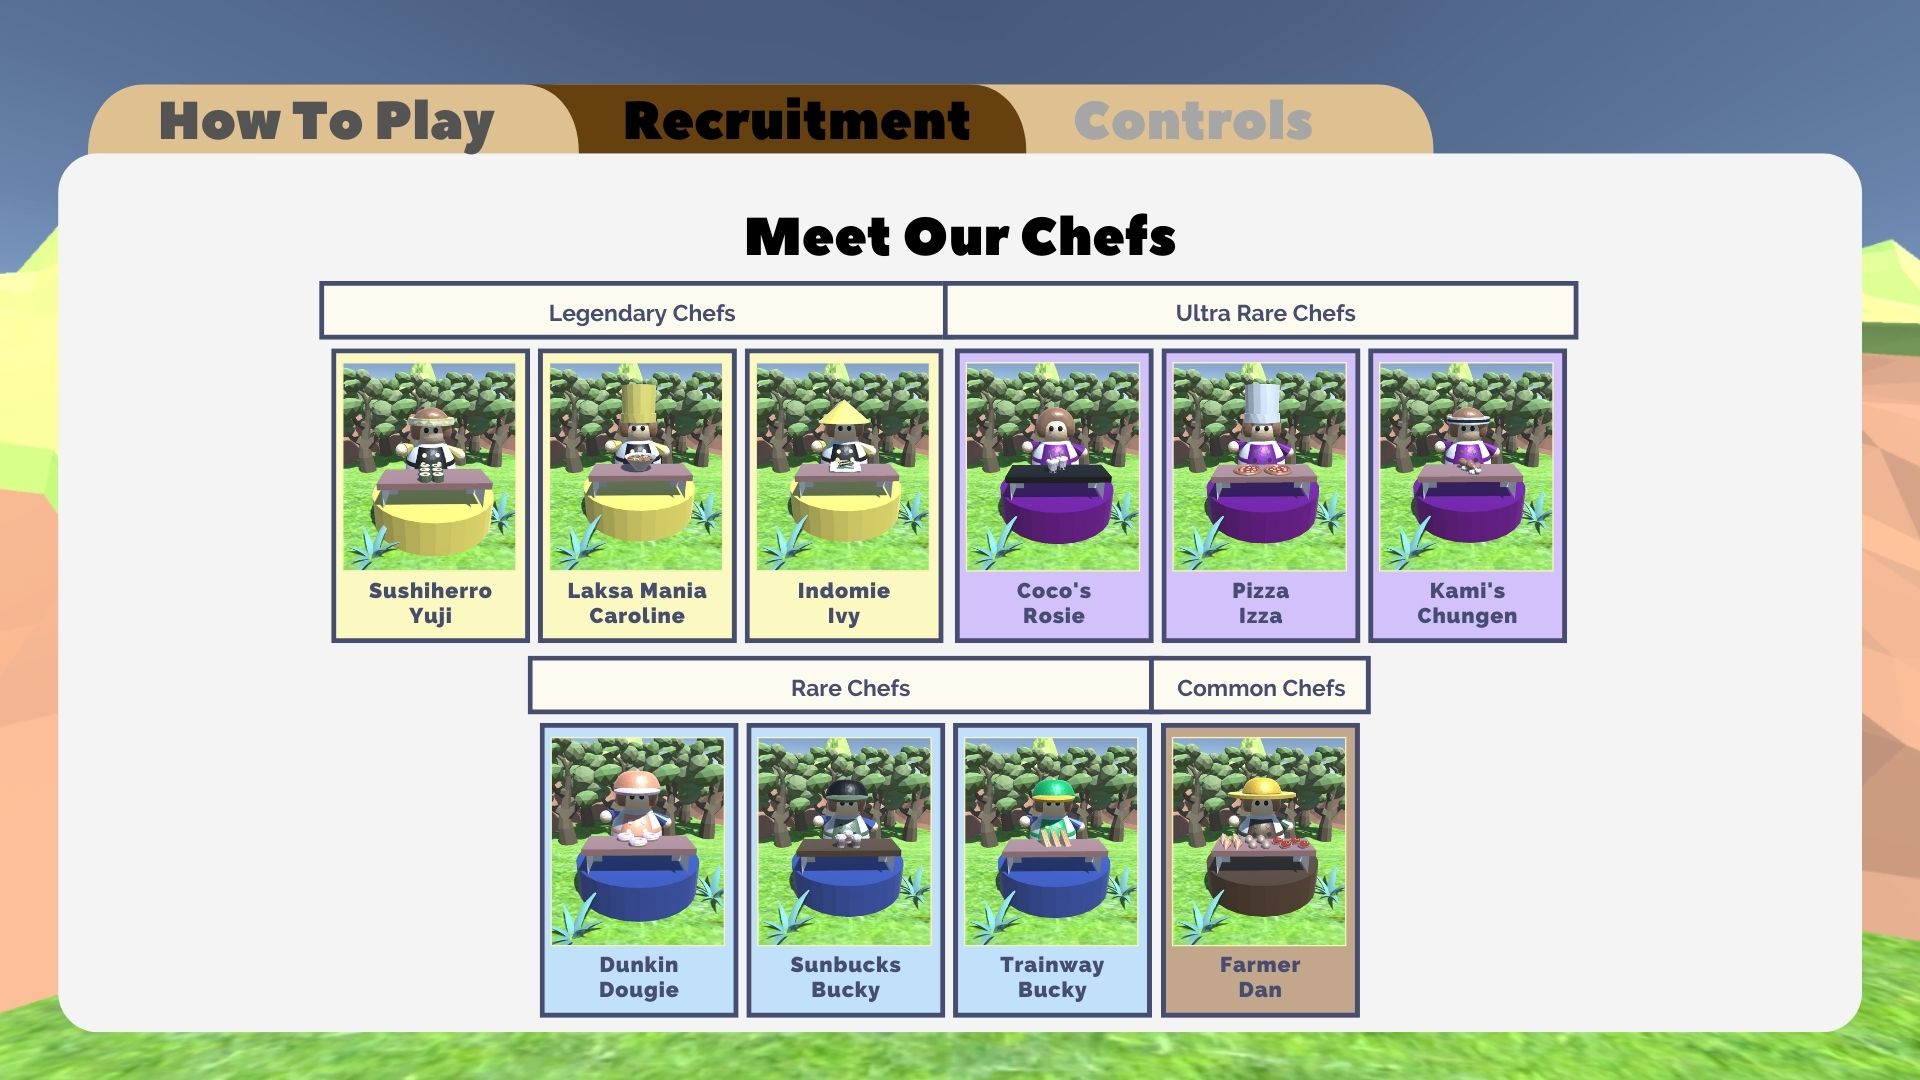 How To Play
Recruitment
Controls
Meet Our Chefs
Legendary Chefs
Ultra Rare Chefs
Sushiherro
Yuji
Laksa Mania
Caroline
Indomie
Ivy
Coco's
Rosie
Pizza
Izza
Kami's
Chungen
Rare Chefs
Common Chefs
Dunkin
Dougie
Sunbucks
Bucky
Trainway
Bucky
Farmer
Dan